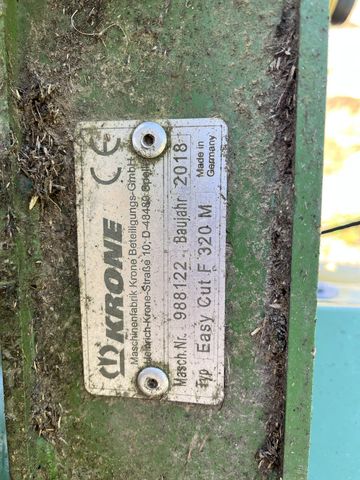 KRONE
CE
Maschinenfabrik Krone Beteiligungs-GmbH
Heinrich-Krone-Straße 10; D-48480 Spelle
Masch.Nr. 988122 - Baujahr 2018
Made in
Germany
Typ Easy Cut F 320 M